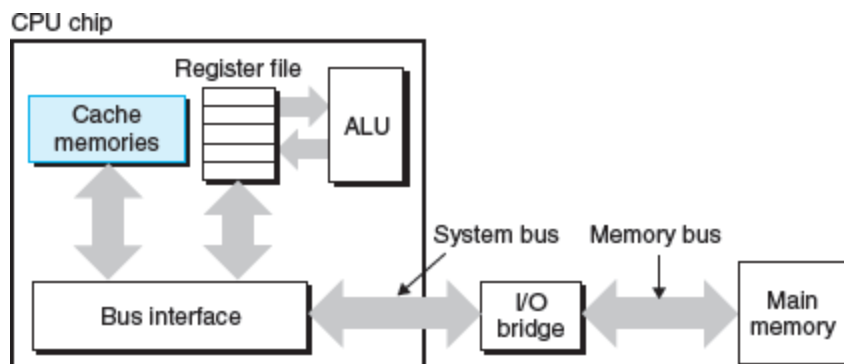 CPU chip
Register file
Cache
memories
ALU
System bus
Memory bus
Bus interface
I/O
bridge
Main
memory